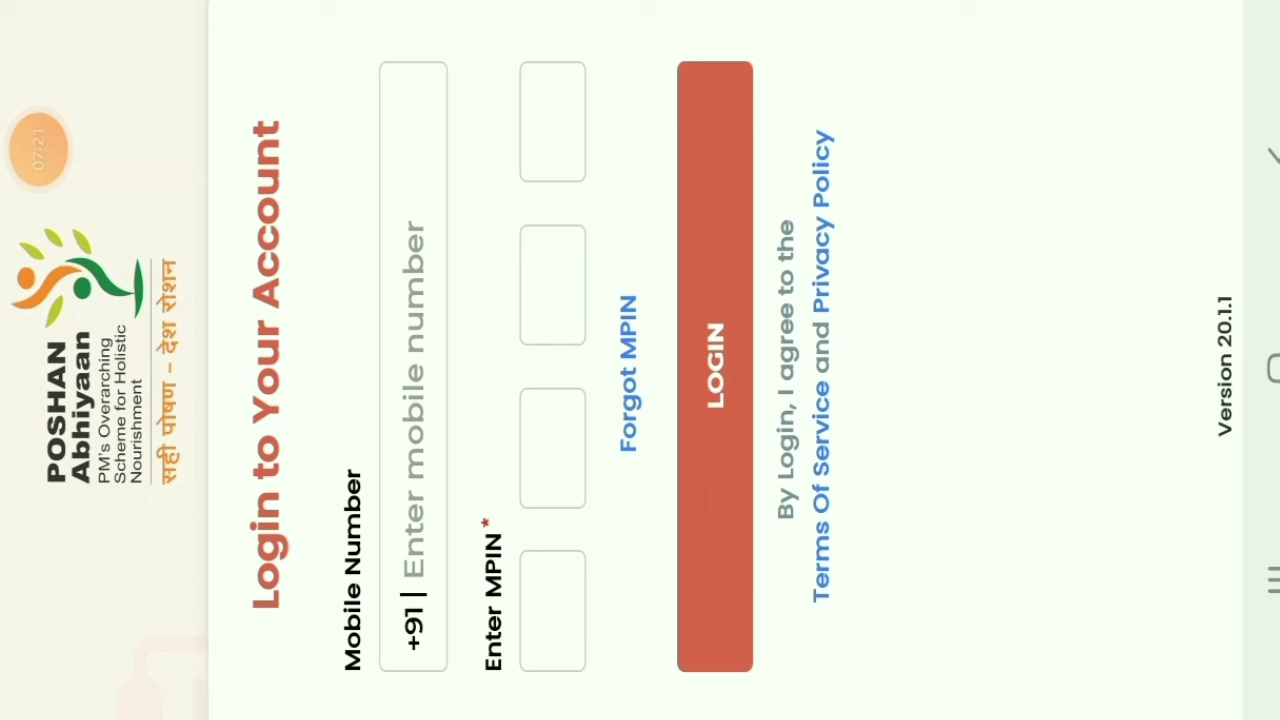 07:21
POSHAN
Abhiyaan
PM's Overarching
Scheme for Holistic
Nourishment
सही पोषण – देश रोशन
Login to Your Account
Mobile Number
+91 | Enter mobile number
Enter MPIN *
Forgot MPIN
LOGIN
By Login, I agree to the
Terms Of Service and Privacy Policy
Version 20.1.1